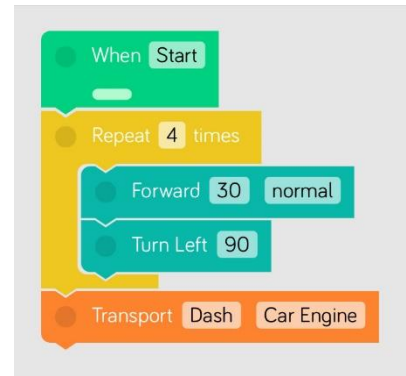 When Start
Repeat 4 times
Forward 30 normal
Turn Left 90
Transport Dash Car Engine